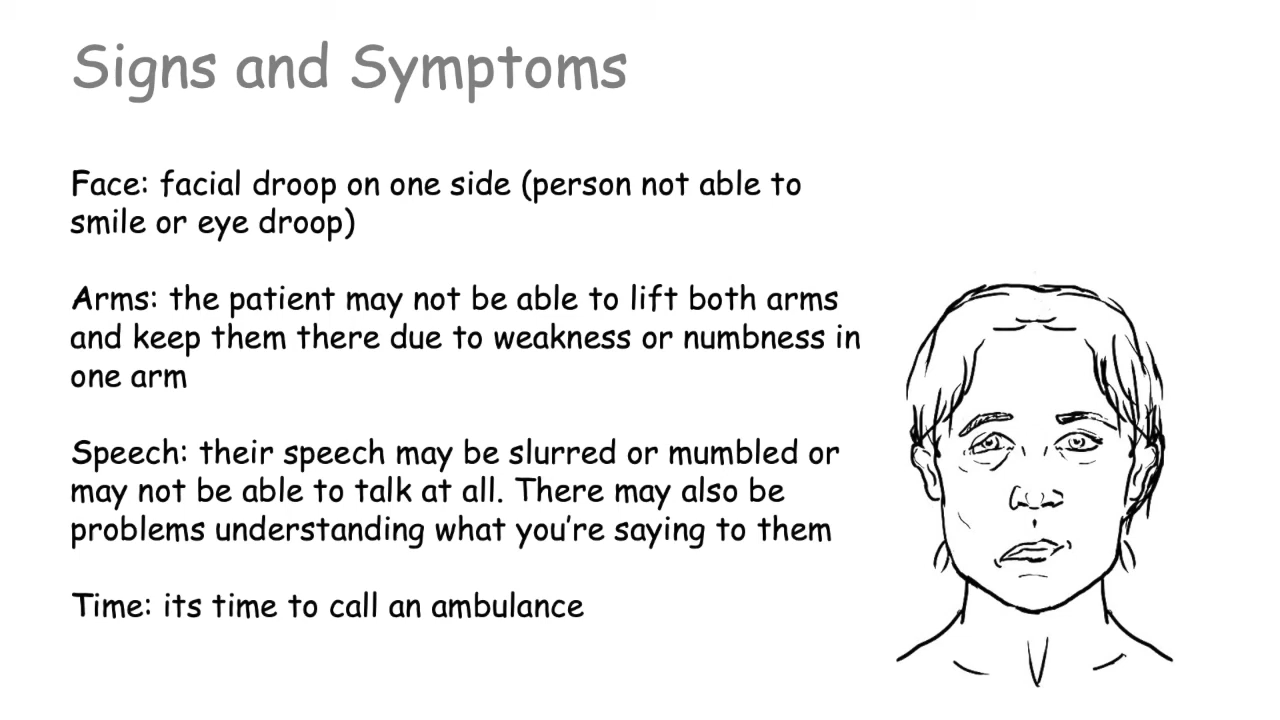 Signs and Symptoms
Face: facial droop on one side (person not able to
smile or eye droop)
Arms: the patient may not be able to lift both arms
and keep them there due to weakness or numbness in
one arm
Speech: their speech may be slurred or mumbled or
may not be able to talk at all. There may also be
problems understanding what you’re saying to them
Time: its time to call an ambulance